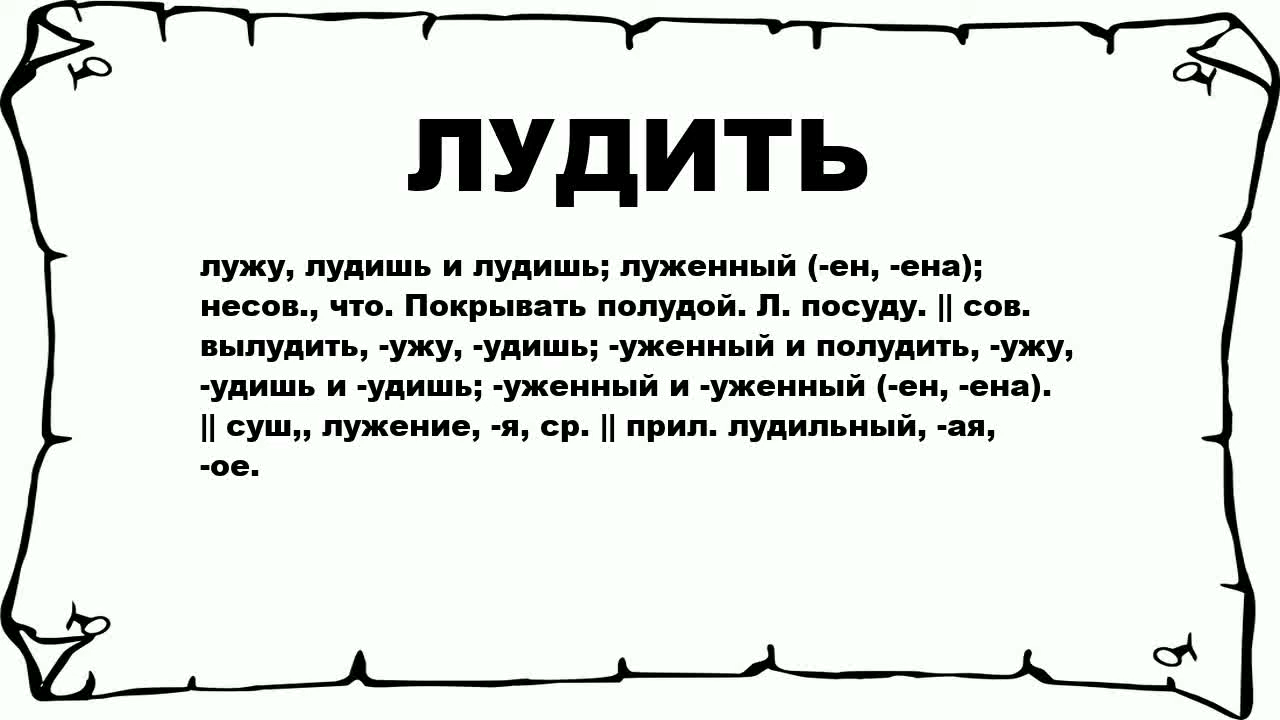 ЛУДИТЬ
лужу, лудишь и лудишь; луженный (-ен, -ена);
несов., что. Покрывать полудой. Л. посуду. || сов.
вылудить, -ужу, -удишь; -уженный и полудить, -ужу,
-удишь и -удишь; -уженный и -уженный (-ен, -ена).
|| суш,, лужение, -я, ср. || прил. лудильный, -ая,
-ое.